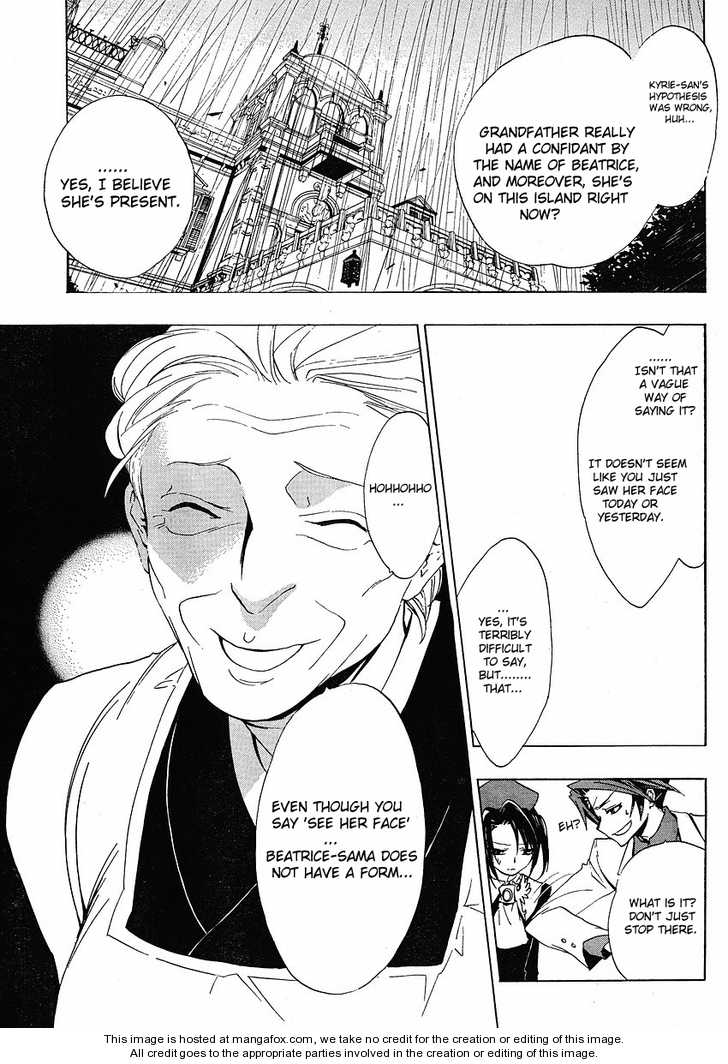 KYRIE-SAN'S
HYPOTHESIS
WAS WRONG,
HUH...
GRANDFATHER REALLY
HAD A CONFIDANT BY
THE NAME OF BEATRICE,
AND MOREOVER, SHE'S
ON THIS ISLAND RIGHT
NOW?
......
YES, I BELIEVE
SHE'S PRESENT.
......
ISN'T THAT
A VAGUE
WAY OF
SAYING IT?
IT DOESN'T SEEM
LIKE YOU JUST
SAW HER FACE
TODAY OR
YESTERDAY.
...
YES, IT'S
TERRIBLY
DIFFICULT
TO SAY,
BUT........
THAT...
EH?
WHAT IS IT?
DON'T JUST
STOP THERE.
HOHHOHHO
...
EVEN THOUGH YOU
SAY 'SEE HER FACE'
...
BEATRICE-SAMA DOES
NOT HAVE A FORM...
This image is hosted at mangafox.com, we take no credit for the creation or editing of this image.
All credit goes to the appropriate parties involved in the creation and editing of this image.